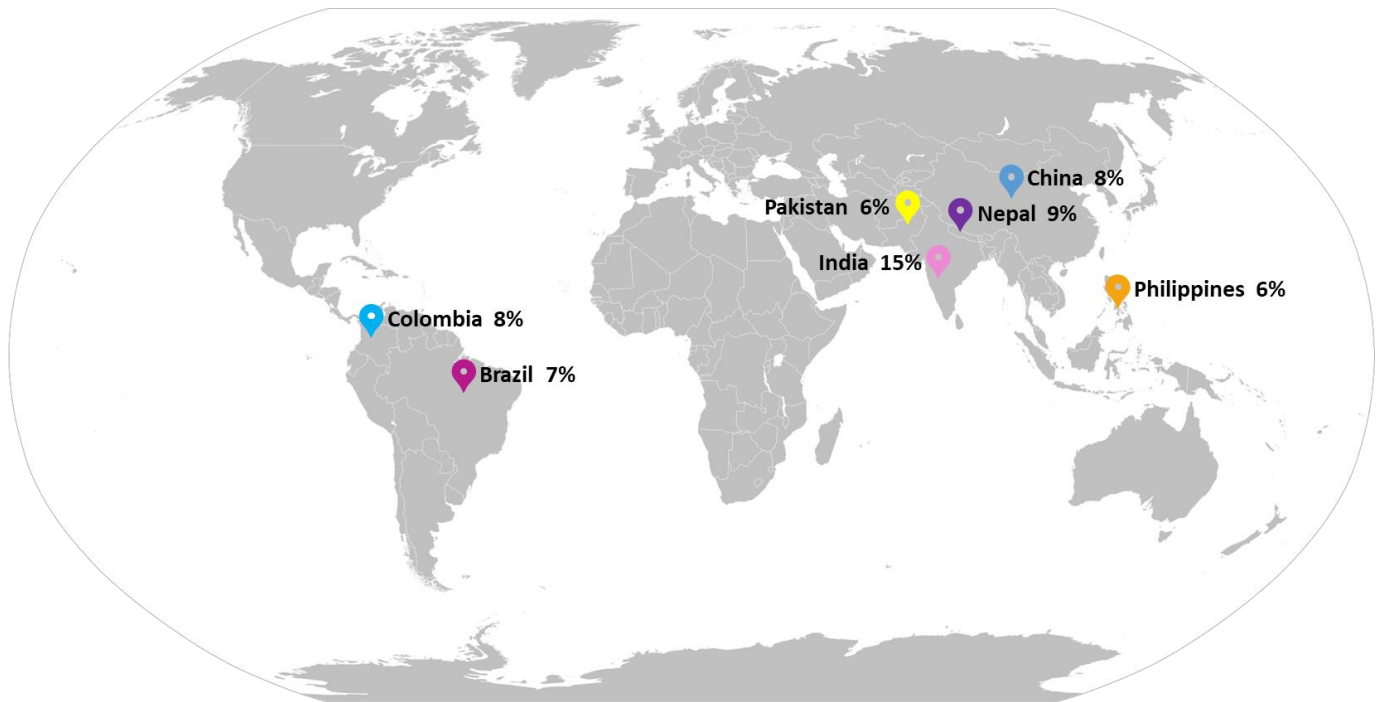 China 8%
Pakistan 6%
Nepal 9%
India 15%
Philippines 6%
Colombia 8%
Brazil 7%